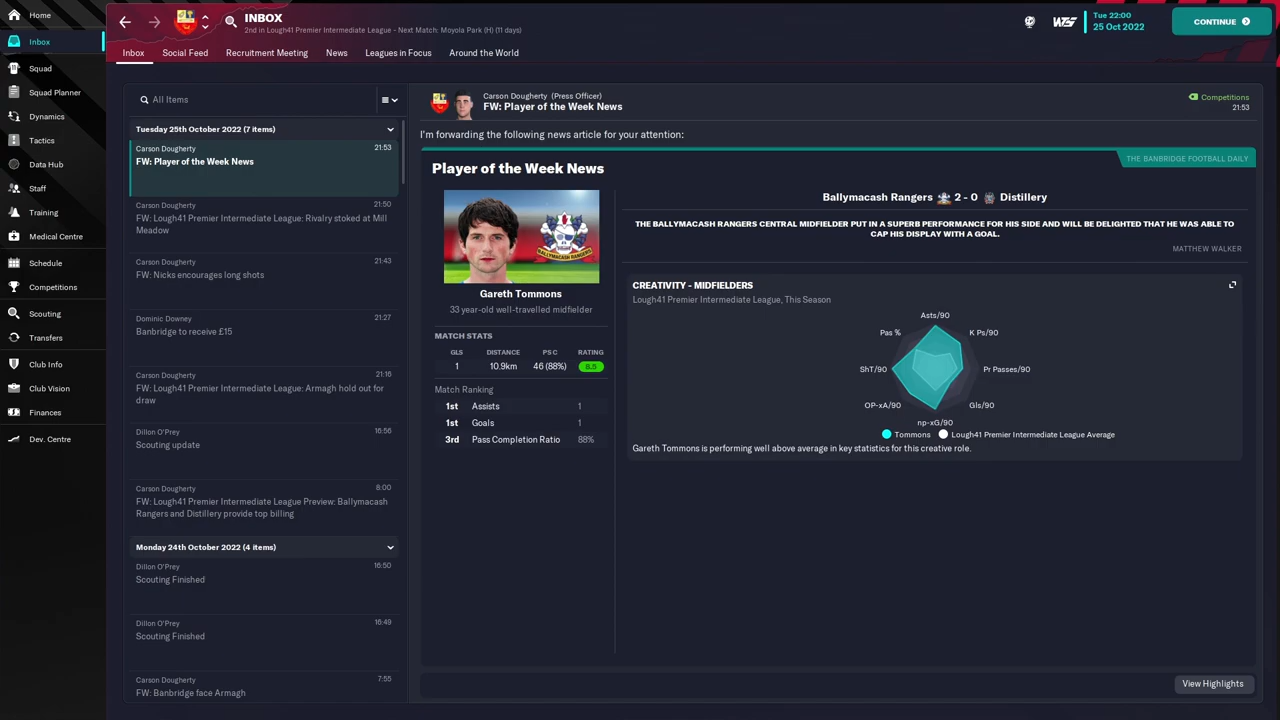 Home
Inbox
Squad
Squad Planner
Dynamics
Tactics
Data Hub
Staff
Training
Medical Centre
Schedule
Competitions
Scouting
Transfers
Club Info
Club Vision
Finances
Dev. Centre
INBOX
2nd in Lough41 Premier Intermediate League - Next Match: Moyola Park (H) (11 days)
Tue 22:00
25 Oct 2022
CONTINUE
Inbox
Social Feed
Recruitment Meeting
News
Leagues in Focus
Around the World
All Items
Tuesday 25th October 2022 (7 items)
Carson Dougherty 21:53
FW: Player of the Week News
Carson Dougherty 21:50
FW: Lough41 Premier Intermediate League: Rivalry stoked at Mill
Meadow
Carson Dougherty 21:43
FW: Nicks encourages long shots
Dominic Downey 21:27
Banbridge to receive £15
Carson Dougherty 21:16
FW: Lough41 Premier Intermediate League: Armagh hold out for
draw
Dillon O'Prey 16:56
Scouting update
Carson Dougherty 8:00
FW: Lough41 Premier Intermediate League Preview: Ballymacash
Rangers and Distillery provide top billing
Monday 24th October 2022 (4 items)
Dillon O'Prey 16:50
Scouting Finished
Dillon O'Prey 16:49
Scouting Finished
Carson Dougherty 7:55
FW: Banbridge face Armagh
Carson Dougherty (Press Officer)
FW: Player of the Week News
Competitions
21:53
I'm forwarding the following news article for your attention:
THE BANBRIDGE FOOTBALL DAILY
Player of the Week News
BALLYMACASH RANGERS
Gareth Tommons
33 year-old well-travelled midfielder
MATCH STATS
GLS DISTANCE PS C RATING
1 10.9km 46 (88%) 8.5
Match Ranking
1st Assists 1
1st Goals 1
3rd Pass Completion Ratio 88%
Ballymacash Rangers 2 - 0 Distillery
THE BALLYMACASH RANGERS CENTRAL MIDFIELDER PUT IN A SUPERB PERFORMANCE FOR HIS SIDE AND WILL BE DELIGHTED THAT HE WAS ABLE TO
CAP HIS DISPLAY WITH A GOAL.
MATTHEW WALKER
CREATIVITY - MIDFIELDERS
Lough41 Premier Intermediate League, This Season
Asts/90
Pas % K Ps/90
ShT/90 Pr Passes/90
OP-xA/90 Gls/90
np-xG/90
Tommons Lough41 Premier Intermediate League Average
Gareth Tommons is performing well above average in key statistics for this creative role.
View Highlights